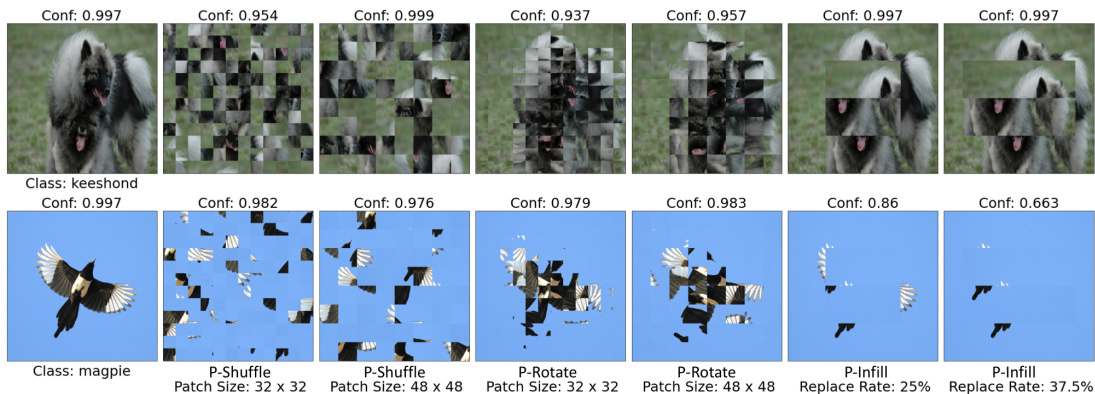 Conf: 0.997 Conf: 0.954 Conf: 0.999 Conf: 0.937 Conf: 0.957 Conf: 0.997 Conf: 0.997
Class: keeshond
Conf: 0.997 Conf: 0.982 Conf: 0.976 Conf: 0.979 Conf: 0.983 Conf: 0.86 Conf: 0.663
Class: magpie P-Shuffle P-Shuffle P-Rotate P-Rotate P-Infill P-Infill
Patch Size: 32 x 32 Patch Size: 48 x 48 Patch Size: 32 x 32 Patch Size: 48 x 48 Replace Rate: 25% Replace Rate: 37.5%